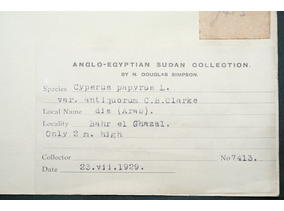 ANGLO-EGYPTIAN SUDAN COLLECTION.
BY N. DOUGLAS SIMPSON.
Species Cyperus papyrus L.
var. antiquorum C.B.Clarke
Local Name dis (Arab).
Locality Bahr el Ghazal.
Only 2 m. high
Collector No 7413.
Date 23.vii.1929.